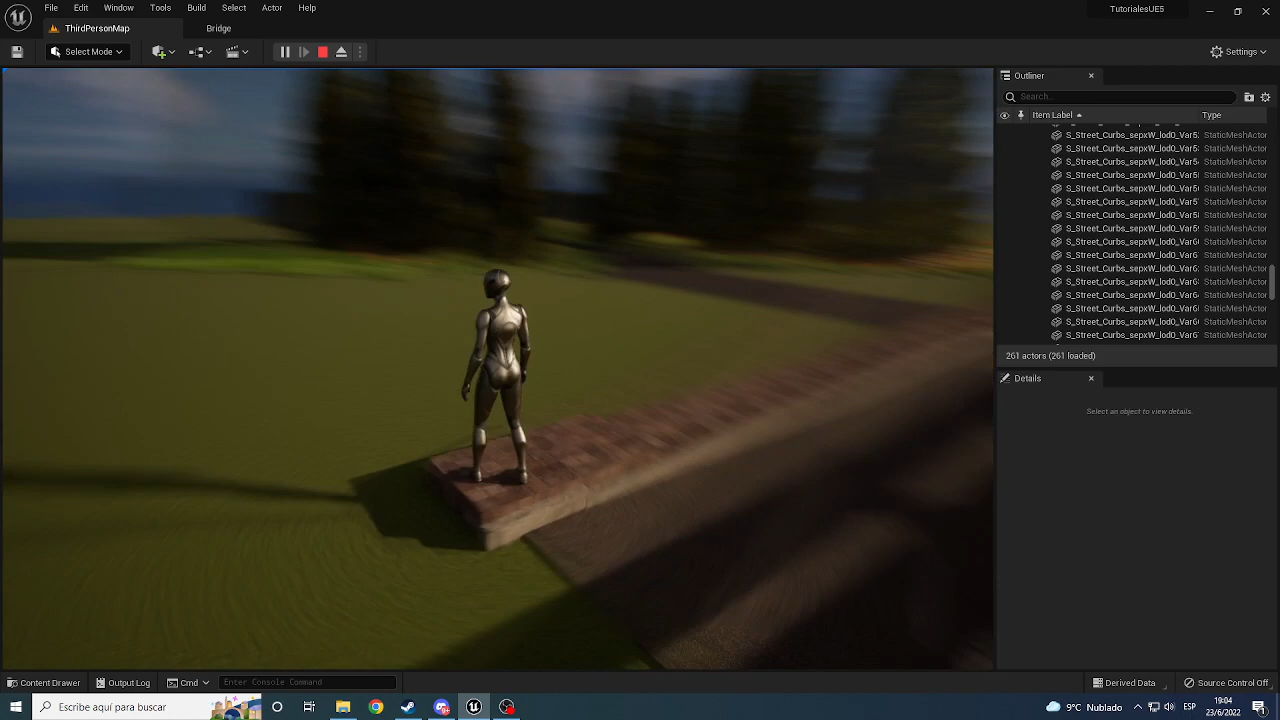 File Edit Window Tools Build Select Actor Help
TutorialesUE5
ThirdPersonMap
Bridge
Select Mode
Settings
Outliner
Search...
Item Label Type
S_Street_Curbs_sepxW_lod0_Var5 StaticMeshActor
S_Street_Curbs_sepxW_lod0_Var5 StaticMeshActor
S_Street_Curbs_sepxW_lod0_Var5 StaticMeshActor
S_Street_Curbs_sepxW_lod0_Var5 StaticMeshActor
S_Street_Curbs_sepxW_lod0_Var5 StaticMeshActor
S_Street_Curbs_sepxW_lod0_Var5 StaticMeshActor
S_Street_Curbs_sepxW_lod0_Var5 StaticMeshActor
S_Street_Curbs_sepxW_lod0_Var5 StaticMeshActor
S_Street_Curbs_sepxW_lod0_Var6 StaticMeshActor
S_Street_Curbs_sepxW_lod0_Var6 StaticMeshActor
S_Street_Curbs_sepxW_lod0_Var6 StaticMeshActor
S_Street_Curbs_sepxW_lod0_Var6 StaticMeshActor
S_Street_Curbs_sepxW_lod0_Var6 StaticMeshActor
S_Street_Curbs_sepxW_lod0_Var6 StaticMeshActor
S_Street_Curbs_sepxW_lod0_Var6 StaticMeshActor
S_Street_Curbs_sepxW_lod0_Var6 StaticMeshActor
261 actors (261 loaded)
Details
Select an object to view details.
Content Drawer Output Log Cmd Enter Console Command Derived Data Source Control Off
Escribe aquí para buscar
9°C Nublado
ESP
19:04
23/6/2022